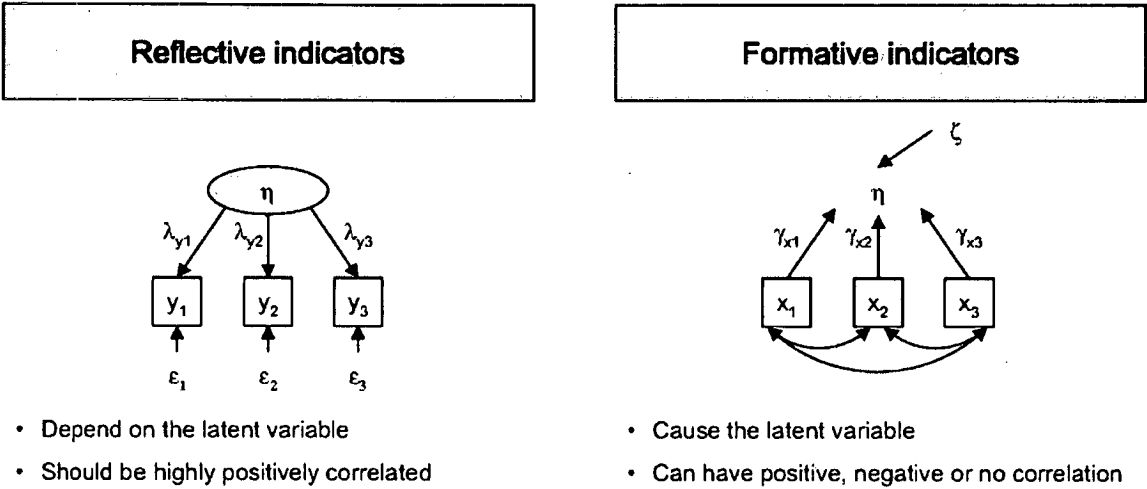 Reflective indicators
η
λy1 λy2 λy3
y1 y2 y3
ε1 ε2 ε3
• Depend on the latent variable
• Should be highly positively correlated
Formative indicators
ζ
η
γx1 γx2 γx3
x1 x2 x3
• Cause the latent variable
• Can have positive, negative or no correlation